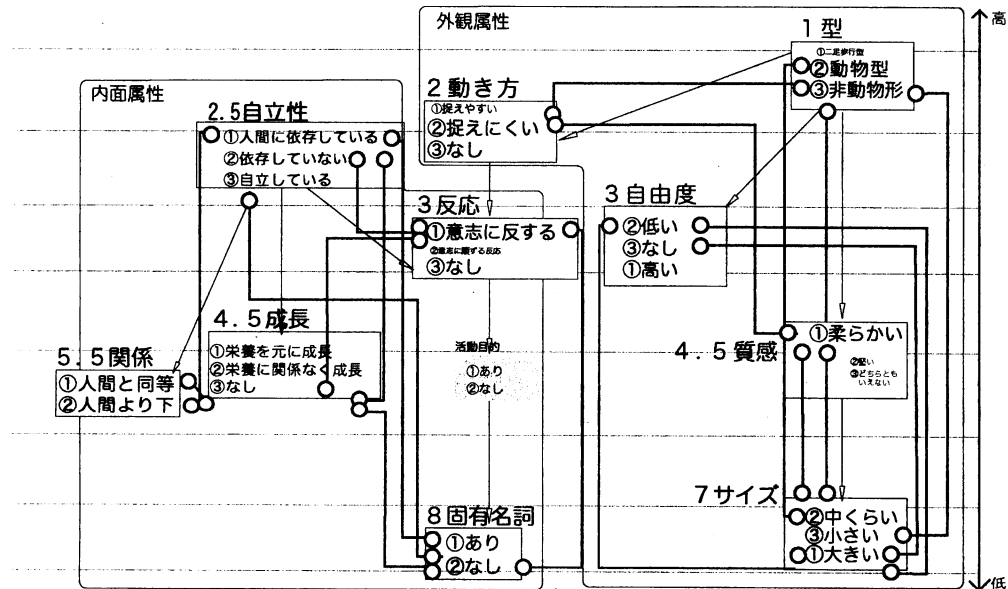 外観属性
高
1 型
①二足歩行型
②動物型
③非動物形
内面属性
2 動き方
①捉えやすい
②捉えにくい
③なし
2.5自立性
①人間に依存している
②依存していない
③自立している
3 反応
①意志に反する
②意志に順ずる反応
③なし
3 自由度
②低い
③なし
①高い
4.5成長
①栄養を元に成長
②栄養に関係なく成長
③なし
活動目的
①あり
②なし
4.5質感
①柔らかい
②堅い
③どちらとも
いえない
5.5関係
①人間と同等
②人間より下
7サイズ
②中くらい
③小さい
①大きい
8固有名詞
①あり
②なし
低